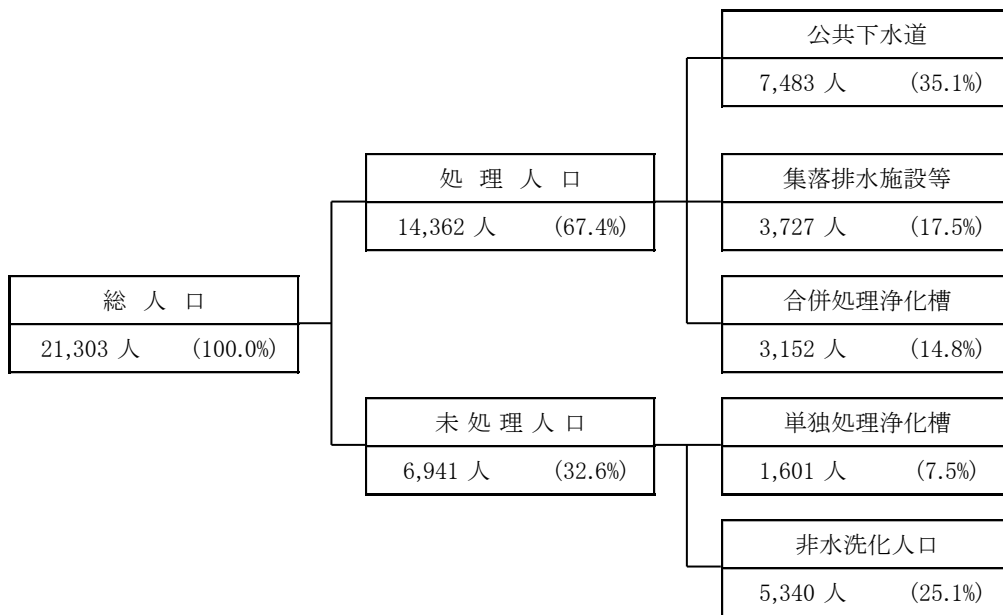 総人口
21,303 人 (100.0%)
処理人口
14,362 人 (67.4%)
公共下水道
7,483 人 (35.1%)
集落排水施設等
3,727 人 (17.5%)
合併処理浄化槽
3,152 人 (14.8%)
未処理人口
6,941 人 (32.6%)
単独処理浄化槽
1,601 人 (7.5%)
非水洗化人口
5,340 人 (25.1%)